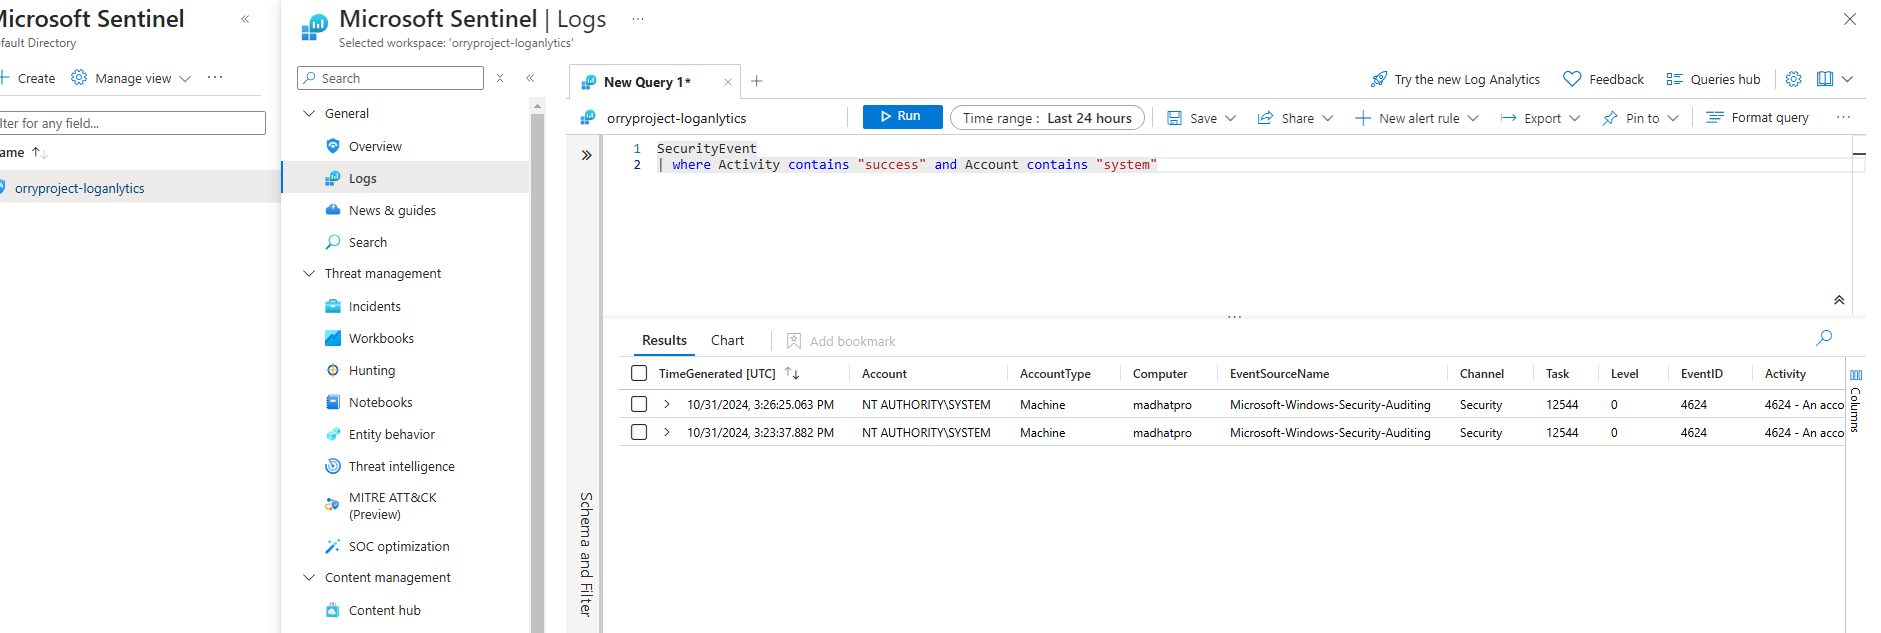 Microsoft Sentinel
Default Directory
Create
Manage view
Filter for any field...
Name
orryproject-loganlytics
Microsoft Sentinel | Logs
Selected workspace: 'orryproject-loganlytics'
Search
General
Overview
Logs
News & guides
Search
Threat management
Incidents
Workbooks
Hunting
Notebooks
Entity behavior
Threat intelligence
MITRE ATT&CK
(Preview)
SOC optimization
Content management
Content hub
New Query 1*
Try the new Log Analytics
Feedback
Queries hub
orryproject-loganlytics
Run
Time range : Last 24 hours
Save
Share
New alert rule
Export
Pin to
Format query
1 SecurityEvent
2 | where Activity contains "success" and Account contains "system"
Schema and Filter
Results
Chart
Add bookmark
TimeGenerated [UTC] Account AccountType Computer EventSourceName Channel Task Level EventID Activity
10/31/2024, 3:26:25.063 PM NT AUTHORITY\SYSTEM Machine madhatpro Microsoft-Windows-Security-Auditing Security 12544 0 4624 4624 - An acco
10/31/2024, 3:23:37.882 PM NT AUTHORITY\SYSTEM Machine madhatpro Microsoft-Windows-Security-Auditing Security 12544 0 4624 4624 - An acco
Columns